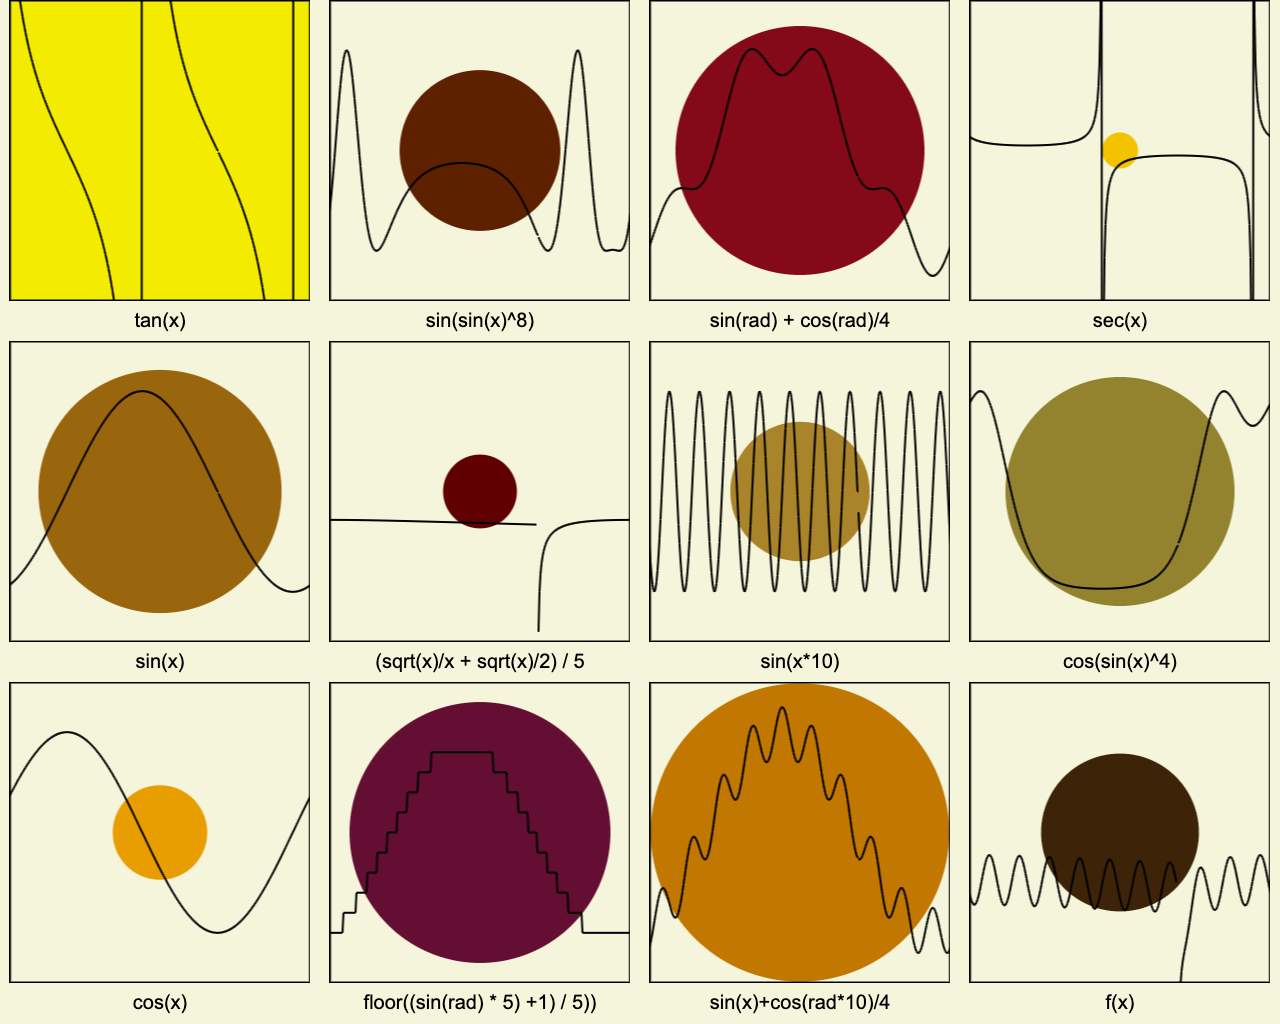 tan(x)
sin(sin(x)^8)
sin(rad) + cos(rad)/4
sec(x)
sin(x)
(sqrt(x)/x + sqrt(x)/2) / 5
sin(x*10)
cos(sin(x)^4)
cos(x)
floor((sin(rad) * 5) +1) / 5))
sin(x)+cos(rad*10)/4
f(x)